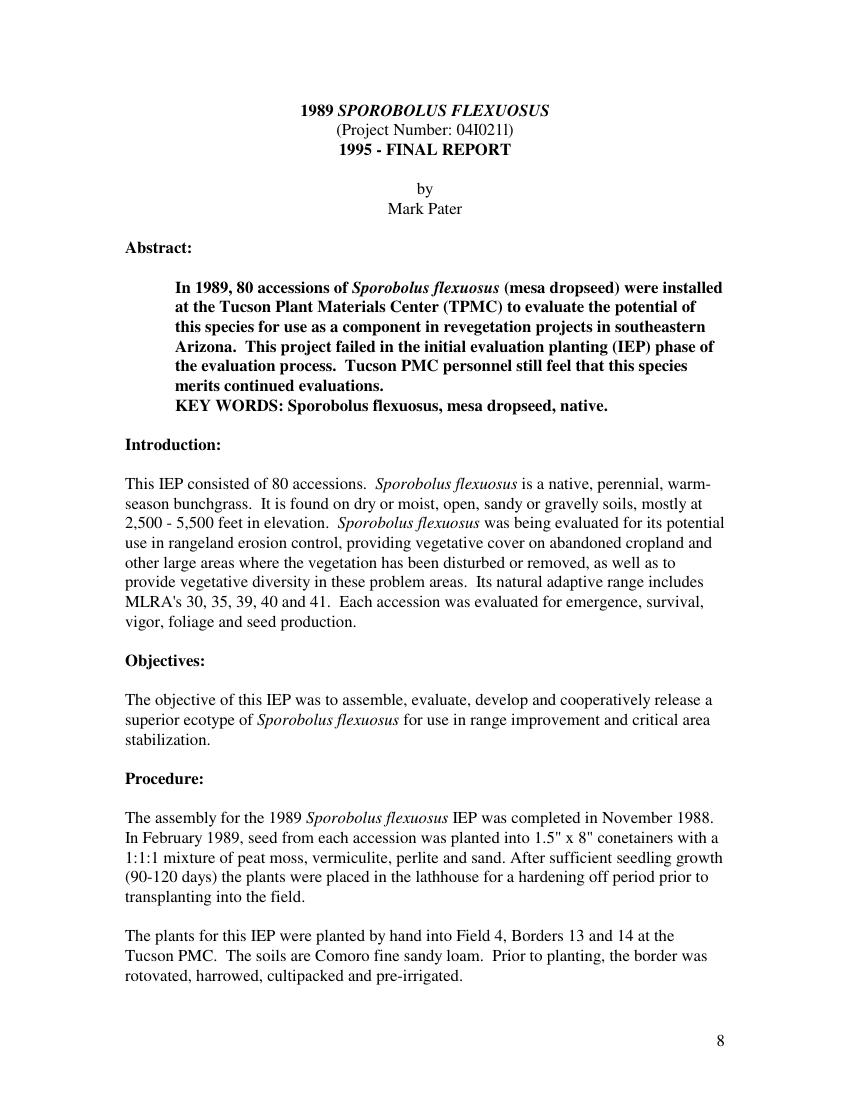 1989 SPOROBOLUS FLEXUOSUS
(Project Number: 04I021l)
1995 - FINAL REPORT
by
Mark Pater
Abstract:
In 1989, 80 accessions of Sporobolus flexuosus (mesa dropseed) were installed
at the Tucson Plant Materials Center (TPMC) to evaluate the potential of
this species for use as a component in revegetation projects in southeastern
Arizona.  This project failed in the initial evaluation planting (IEP) phase of
the evaluation process.  Tucson PMC personnel still feel that this species
merits continued evaluations.
KEY WORDS: Sporobolus flexuosus, mesa dropseed, native.
Introduction:
This IEP consisted of 80 accessions.  Sporobolus flexuosus is a native, perennial, warm-
season bunchgrass.  It is found on dry or moist, open, sandy or gravelly soils, mostly at
2,500 - 5,500 feet in elevation.  Sporobolus flexuosus was being evaluated for its potential
use in rangeland erosion control, providing vegetative cover on abandoned cropland and
other large areas where the vegetation has been disturbed or removed, as well as to
provide vegetative diversity in these problem areas.  Its natural adaptive range includes
MLRA's 30, 35, 39, 40 and 41.  Each accession was evaluated for emergence, survival,
vigor, foliage and seed production.
Objectives:
The objective of this IEP was to assemble, evaluate, develop and cooperatively release a
superior ecotype of Sporobolus flexuosus for use in range improvement and critical area
stabilization.
Procedure:
The assembly for the 1989 Sporobolus flexuosus IEP was completed in November 1988.
In February 1989, seed from each accession was planted into 1.5" x 8" conetainers with a
1:1:1 mixture of peat moss, vermiculite, perlite and sand. After sufficient seedling growth
(90-120 days) the plants were placed in the lathhouse for a hardening off period prior to
transplanting into the field.
The plants for this IEP were planted by hand into Field 4, Borders 13 and 14 at the
Tucson PMC.  The soils are Comoro fine sandy loam.  Prior to planting, the border was
rotovated, harrowed, cultipacked and pre-irrigated.
8